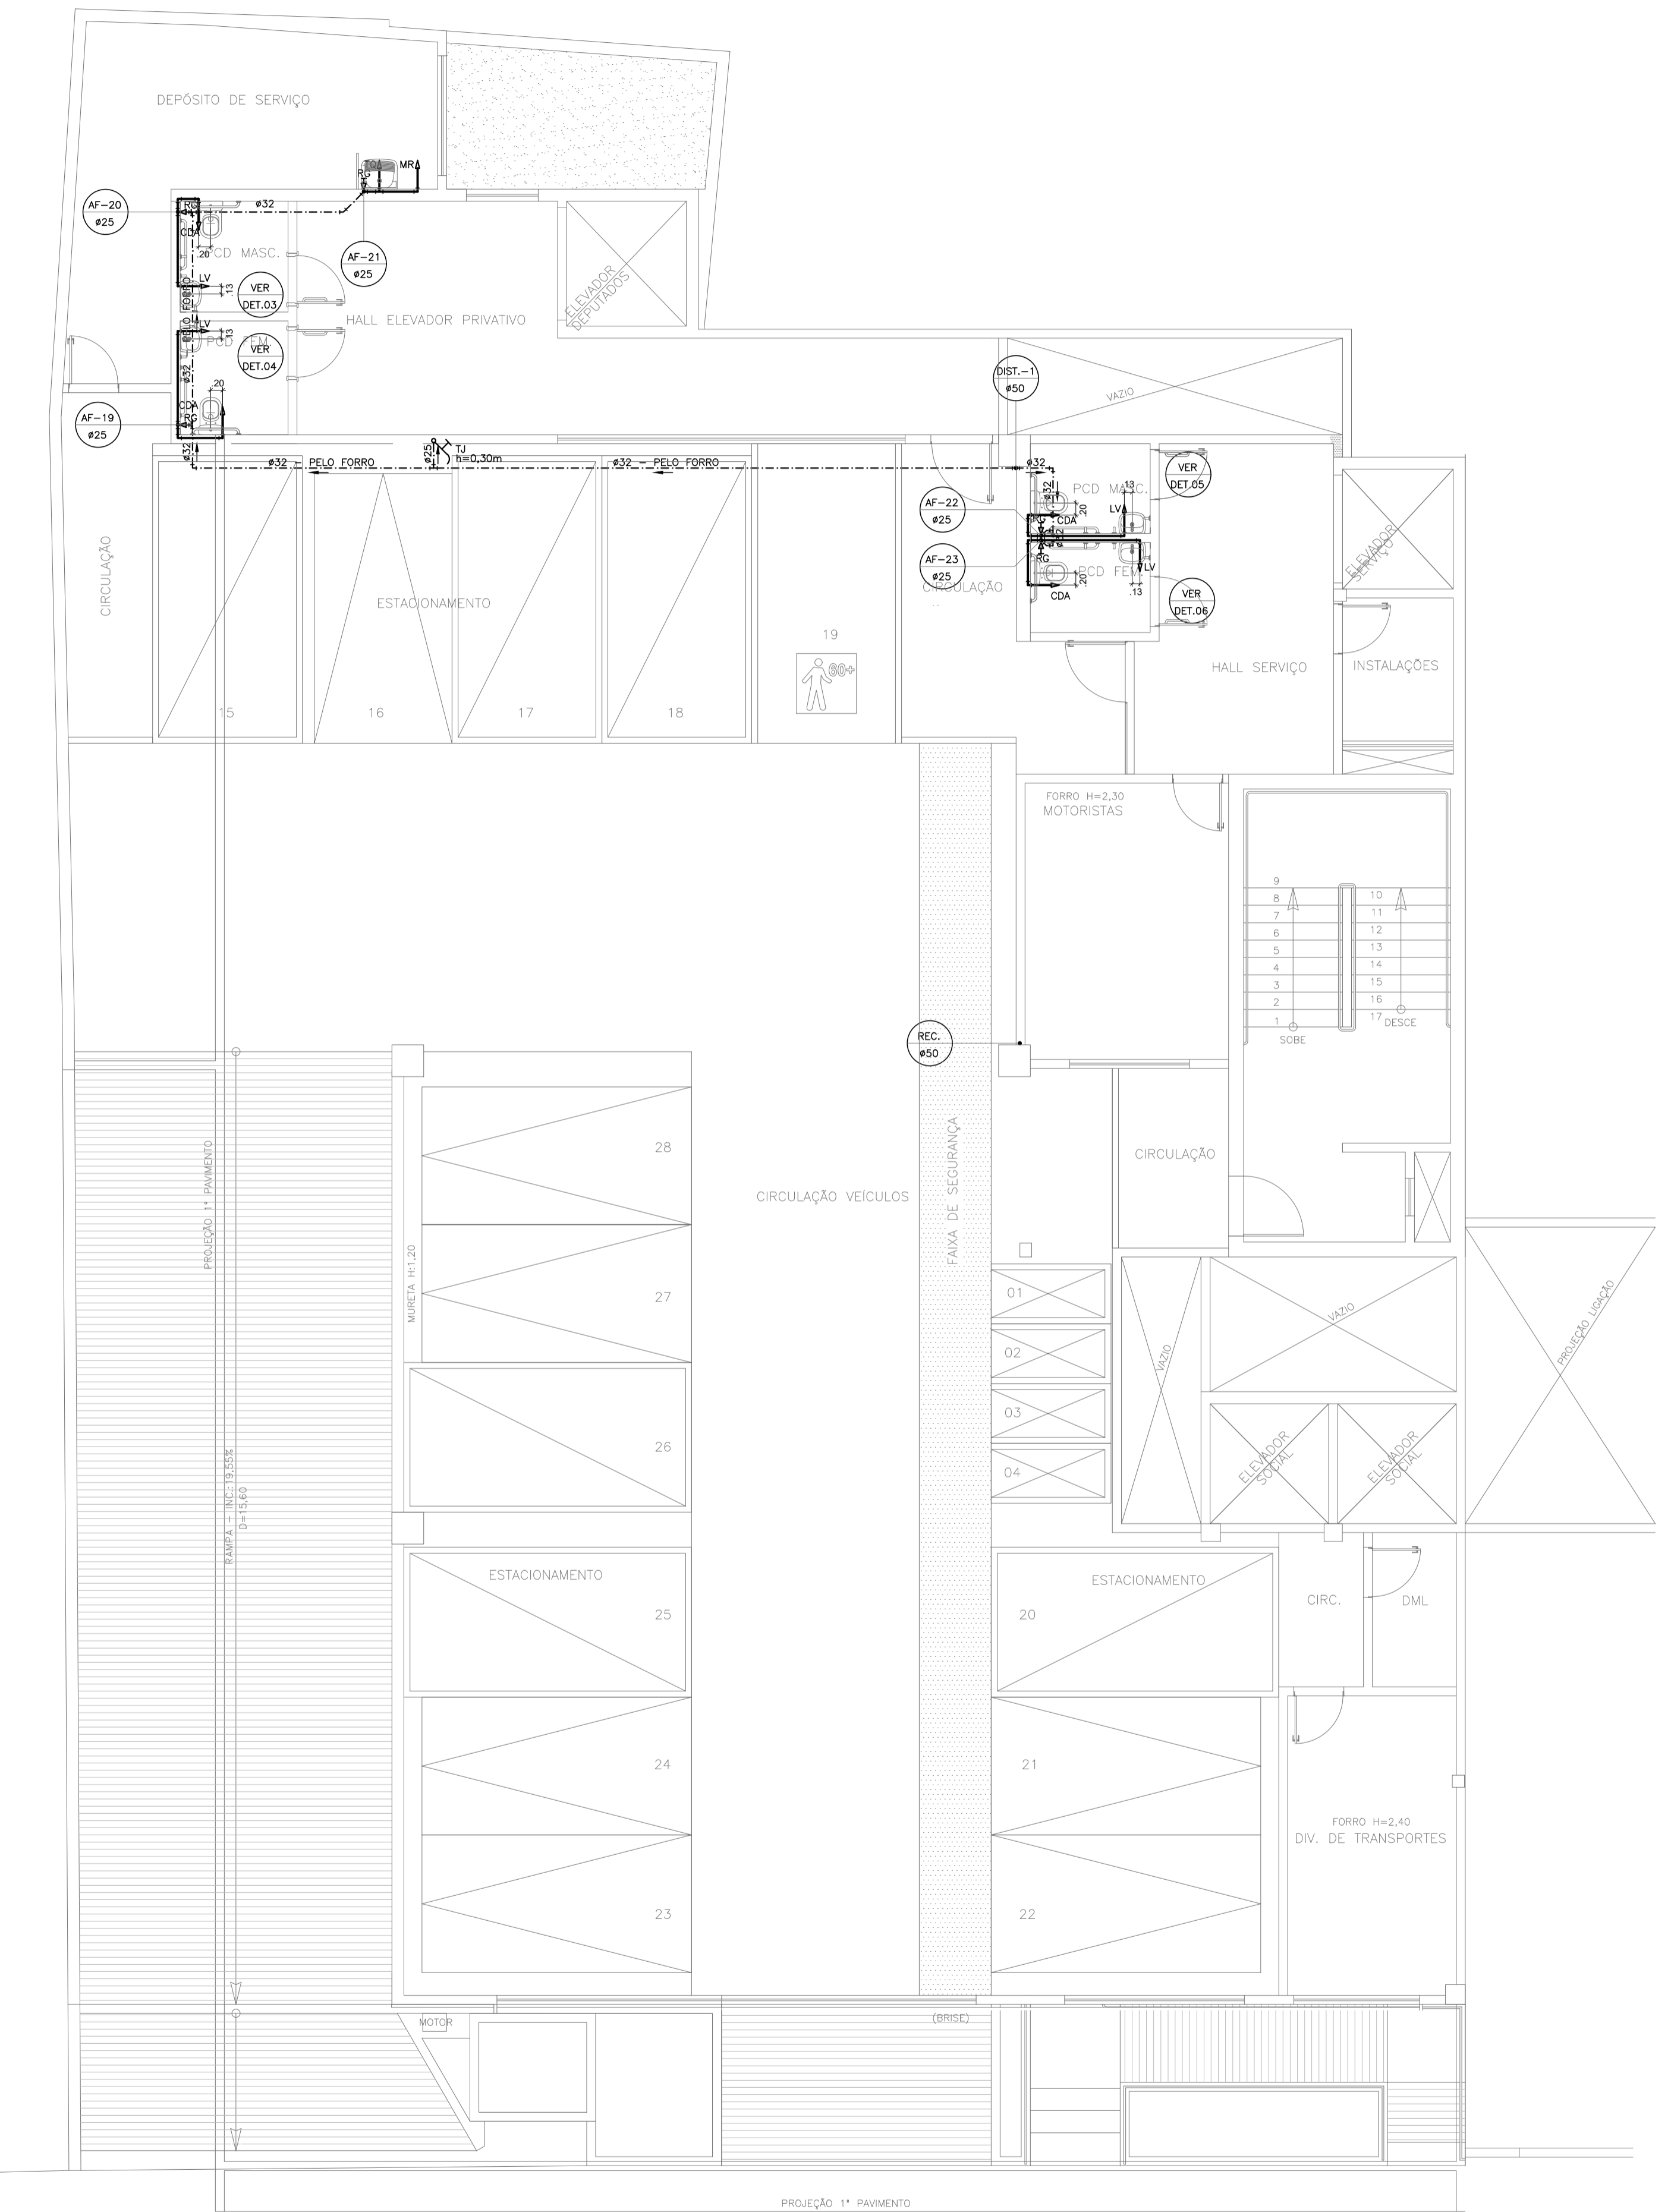 DEPÓSITO DE SERVIÇO
TQ
MR
RG
AF-20
ø25
RG
ø32
CDA
.20
PCD MASC.
AF-21
ø25
ELEVADOR
DEPUTADOS
LV
.13
VER
DET.03
PELO FORRO
HALL ELEVADOR PRIVATIVO
LV
.13
PCD FEM.
VER
DET.04
ø32
.20
DIST.-1
ø50
VAZIO
CDA
RG
AF-19
ø25
ø32
ø32 - PELO FORRO
ø25
TJ
h=0,30m
ø32 - PELO FORRO
ø32
VER
DET.05
PCD MASC.
ø32
.13
.20
LV
AF-22
ø25
RG
CDA
ø32
AF-23
ø25
RG
PCD FEM.
LV
.20
.13
CDA
VER
DET.06
ELEVADOR
SERVIÇO
CIRCULAÇÃO
ESTACIONAMENTO
CIRCULAÇÃO
19
60+
HALL SERVIÇO
INSTALAÇÕES
15
16
17
18
FORRO H=2,30
MOTORISTAS
9
8
7
6
5
4
3
2
1
10
11
12
13
14
15
16
17
DESCE
SOBE
REC.
ø50
PROJEÇÃO 1° PAVIMENTO
28
CIRCULAÇÃO VEÍCULOS
FAIXA DE SEGURANÇA
CIRCULAÇÃO
MURETA H:1,20
27
01
02
03
04
VAZIO
VAZIO
PROJEÇÃO LIGAÇÃO
26
ELEVADOR
SOCIAL
ELEVADOR
SOCIAL
RAMPA - INC.:19,55%
D=15,60
ESTACIONAMENTO
25
ESTACIONAMENTO
20
CIRC.
DML
24
21
FORRO H=2,40
DIV. DE TRANSPORTES
23
22
MOTOR
(BRISE)
PROJEÇÃO 1° PAVIMENTO